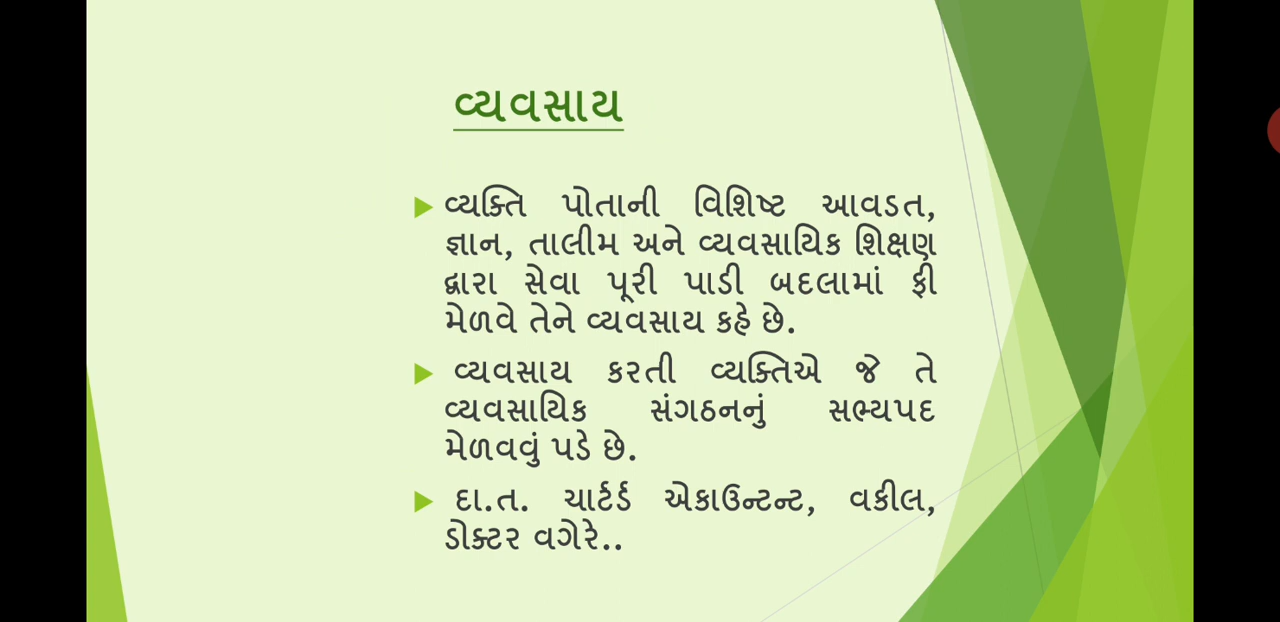 વ્યવસાય
વ્યક્તિ પોતાની વિશિષ્ટ આવડત,
જ્ઞાન, તાલીમ અને વ્યવસાયિક શિક્ષણ
દ્વારા સેવા પૂરી પાડી બદલામાં ફી
મેળવે તેને વ્યવસાય કહે છે.
વ્યવસાય કરતી વ્યક્તિએ જે તે
વ્યવસાયિક સંગઠનનું સભ્યપદ
મેળવવું પડે છે.
દા.ત. ચાર્ટર્ડ એકાઉન્ટન્ટ, વકીલ,
ડોક્ટર વગેરે..